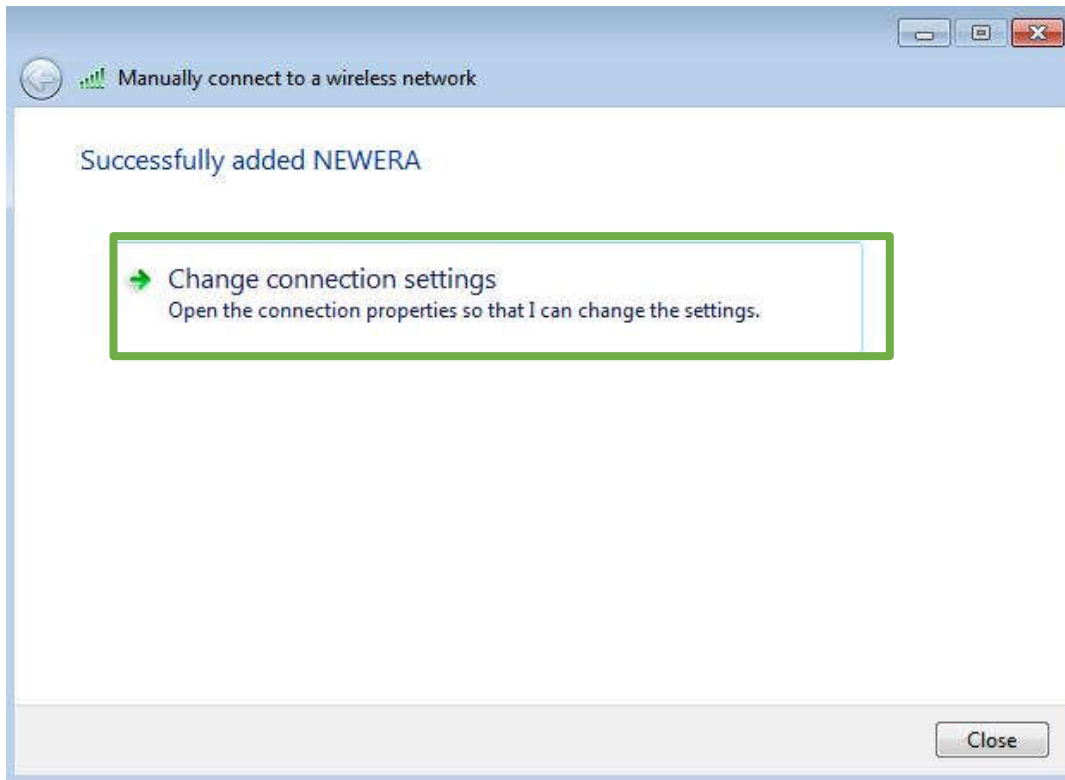 Manually connect to a wireless network
Successfully added NEWERA
Change connection settings
Open the connection properties so that I can change the settings.
Close